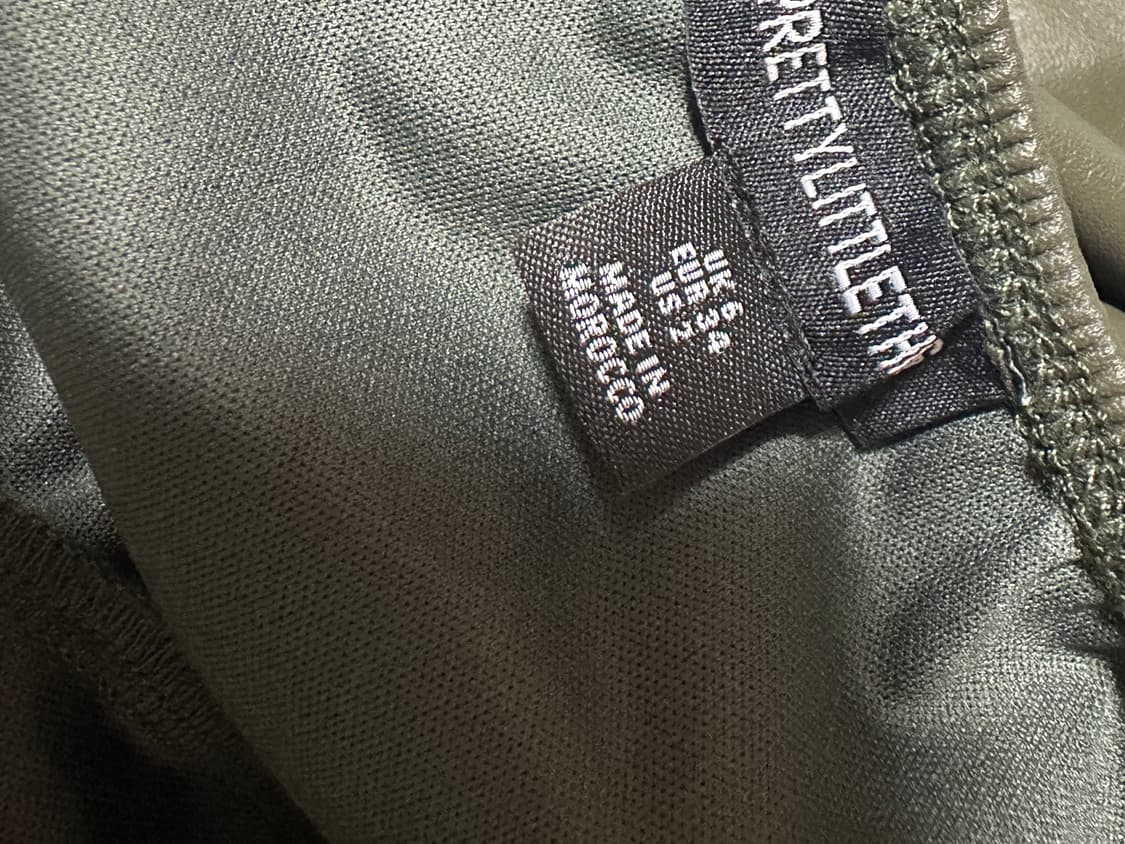 PRETTYLITTLETH
UK 6
EUR 34
US 2
MADE IN
MOROCCO